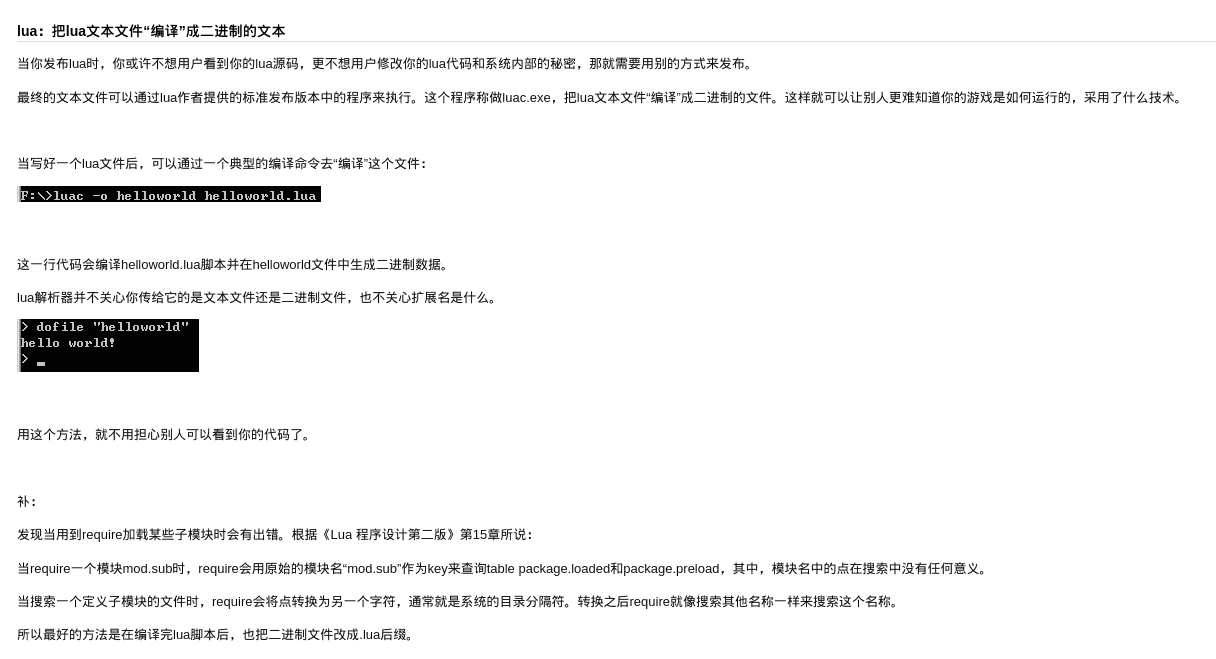 lua：把lua文本文件“编译”成二进制的文本
当你发布lua时，你或许不想用户看到你的lua源码，更不想用户修改你的lua代码和系统内部的秘密，那就需要用别的方式来发布。
最终的文本文件可以通过lua作者提供的标准发布版本中的程序来执行。这个程序称做luac.exe，把lua文本文件“编译”成二进制的文件。这样就可以让别人更难知道你的游戏是如何运行的，采用了什么技术。
当写好一个lua文件后，可以通过一个典型的编译命令去“编译”这个文件：
F:\>luac -o helloworld helloworld.lua
这一行代码会编译helloworld.lua脚本并在helloworld文件中生成二进制数据。
lua解析器并不关心你传给它的是文本文件还是二进制文件，也不关心扩展名是什么。
> dofile "helloworld"
hello world!
> _
用这个方法，就不用担心别人可以看到你的代码了。
补：
发现当用到require加载某些子模块时会有出错。根据《Lua 程序设计第二版》第15章所说：
当require一个模块mod.sub时，require会用原始的模块名“mod.sub”作为key来查询table package.loaded和package.preload，其中，模块名中的点在搜索中没有任何意义。
当搜索一个定义子模块的文件时，require会将点转换为另一个字符，通常就是系统的目录分隔符。转换之后require就像搜索其他名称一样来搜索这个名称。
所以最好的方法是在编译完lua脚本后，也把二进制文件改成.lua后缀。